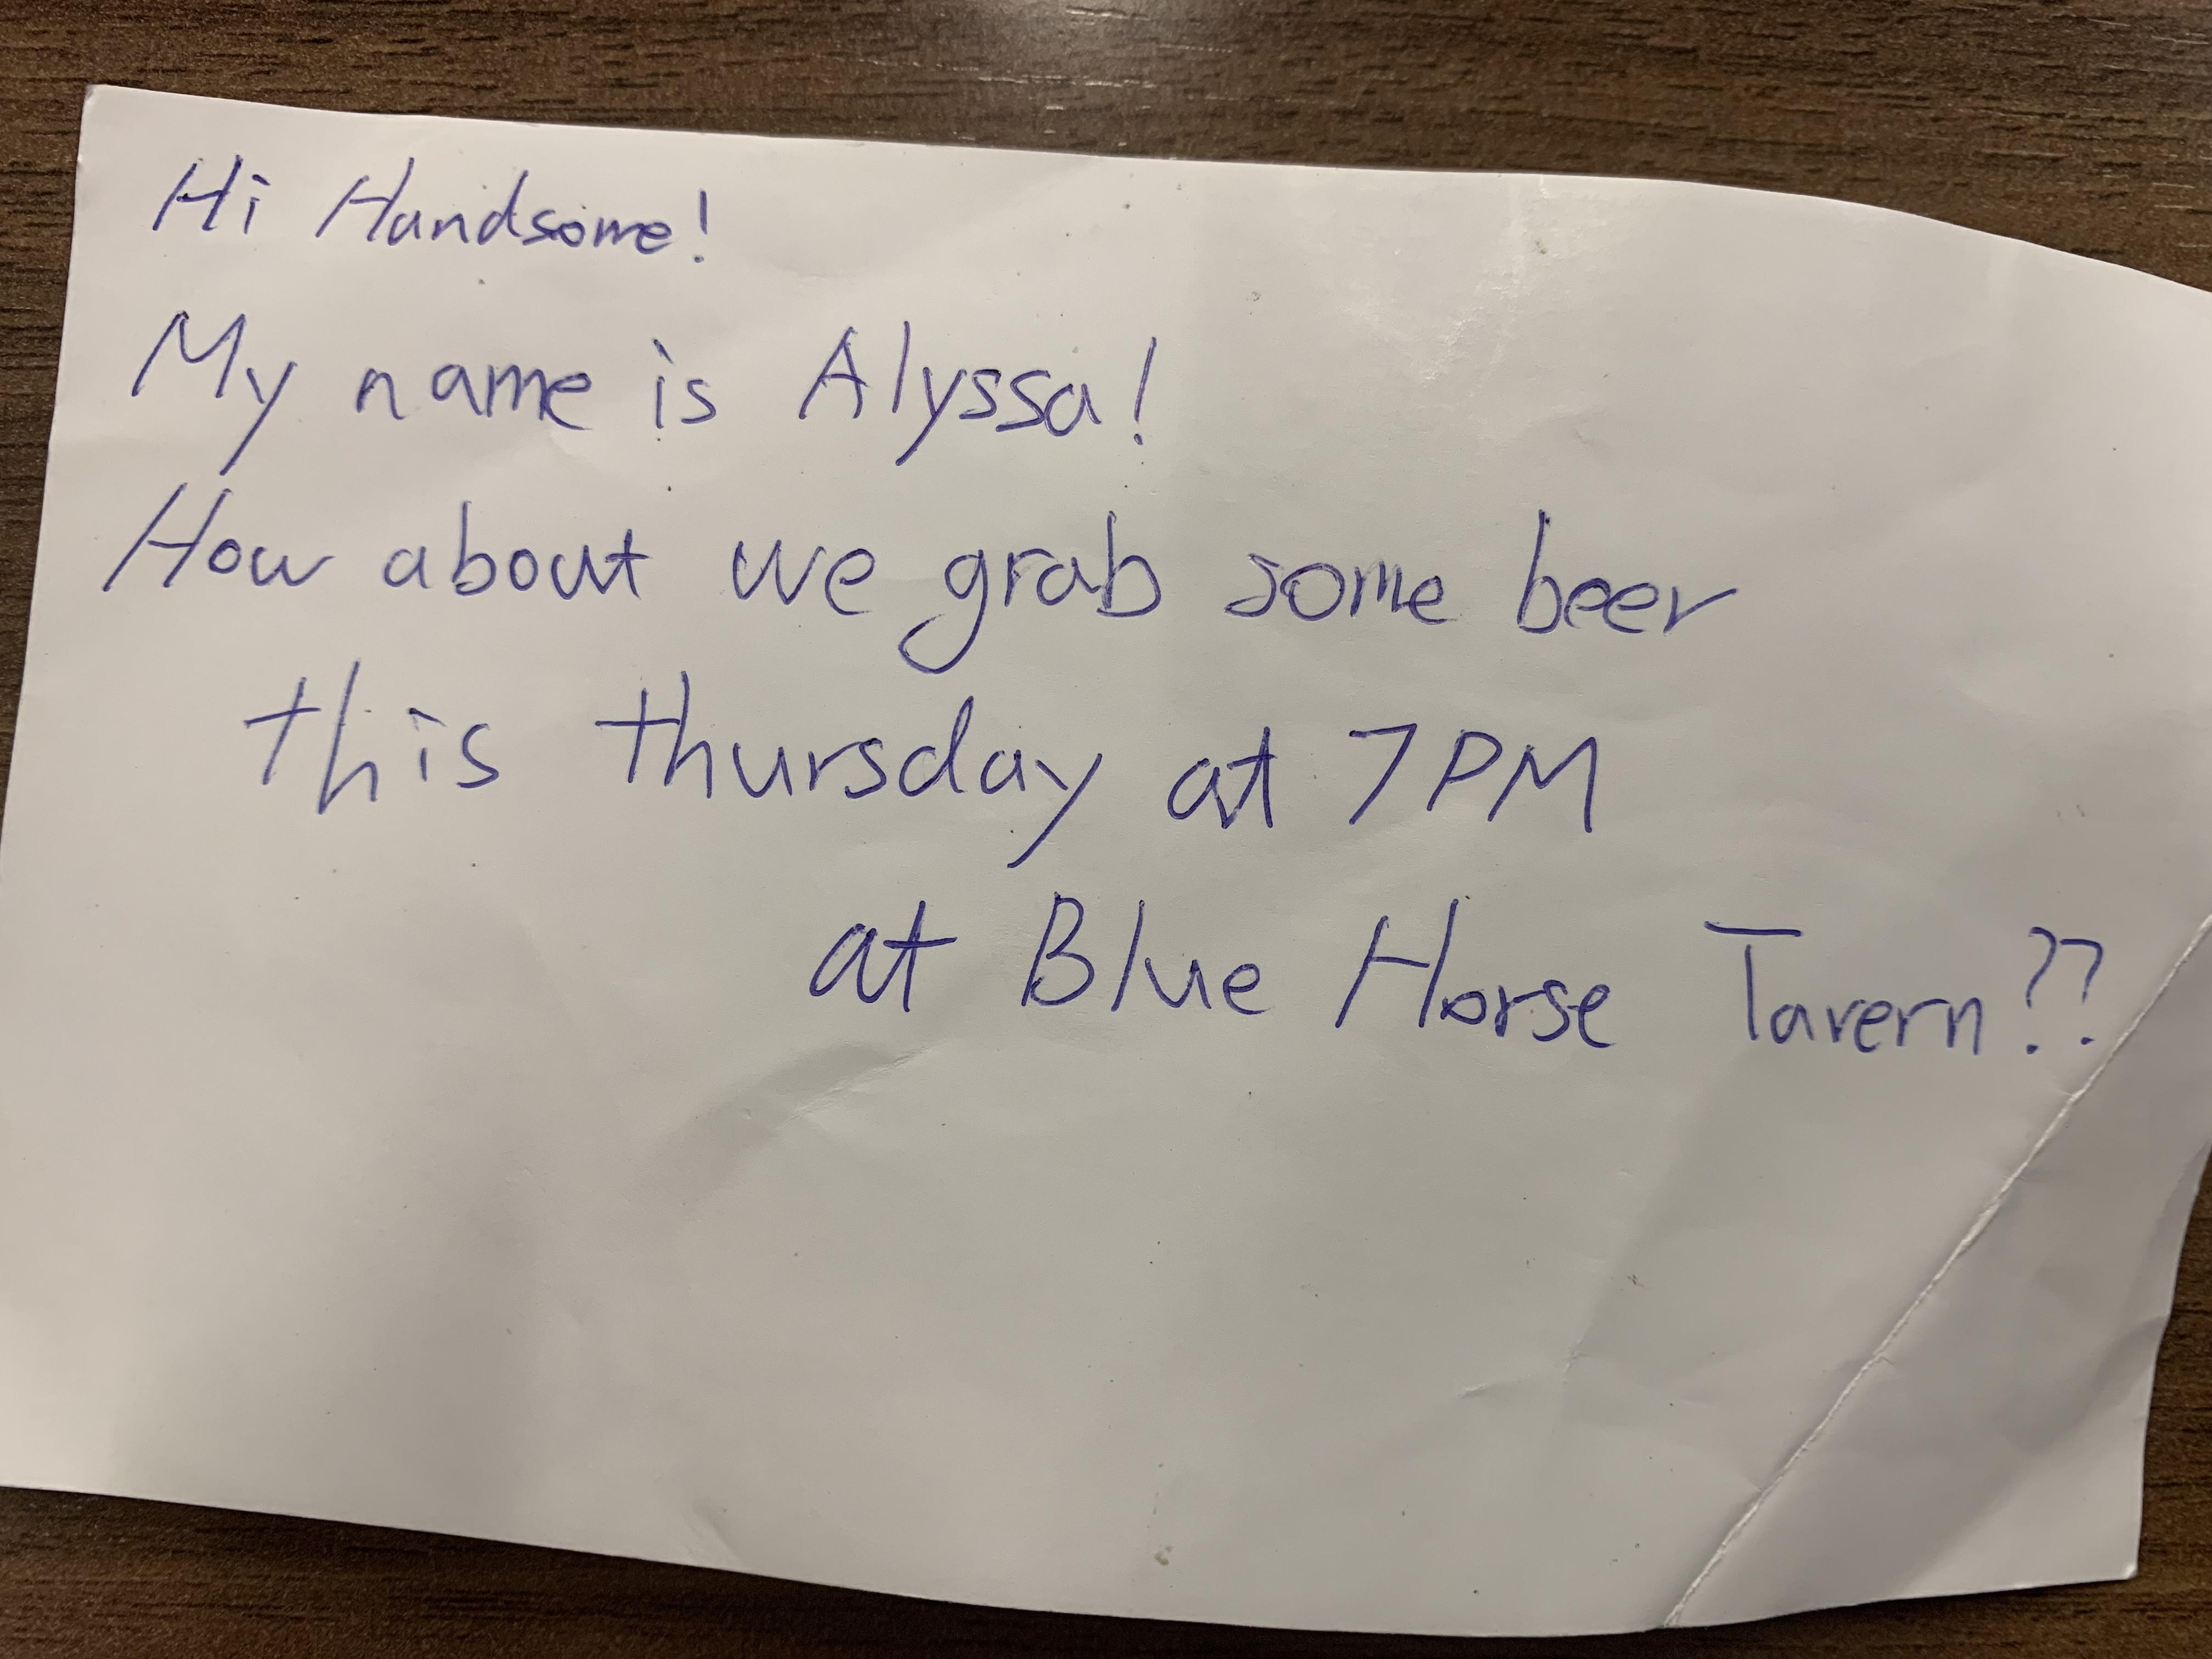 Hi Handsome!
My name is Alyssa!
How about we grab some beer
this thursday at 7PM
at Blue Horse Tavern??